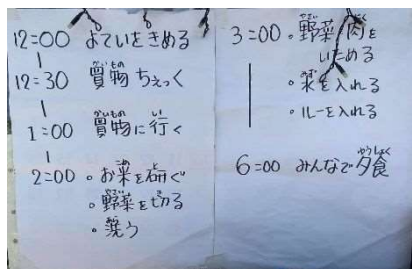 12:00 よていをきめる
12:30 買物ちぇっく
1:00 買物に行く
2:00 ・お米を研ぐ
・野菜を切る
・洗う
3:00 ・野菜、肉を
いためる
・水を入れる
・ルーを入れる
6:00 みんなで夕食